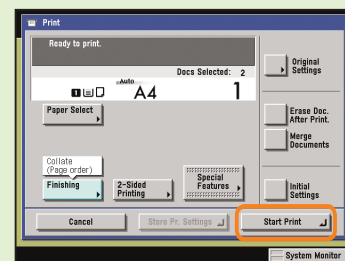 Print
Ready to print.
Docs Selected: 2
Auto
1
A4
1
Original
Settings
Paper Select
Erase Doc.
After Print.
Merge
Documents
Collate
(Page order)
Finishing
2-Sided
Printing
Special
Features
Initial
Settings
Cancel
Store Pr. Settings
Start Print
System Monitor